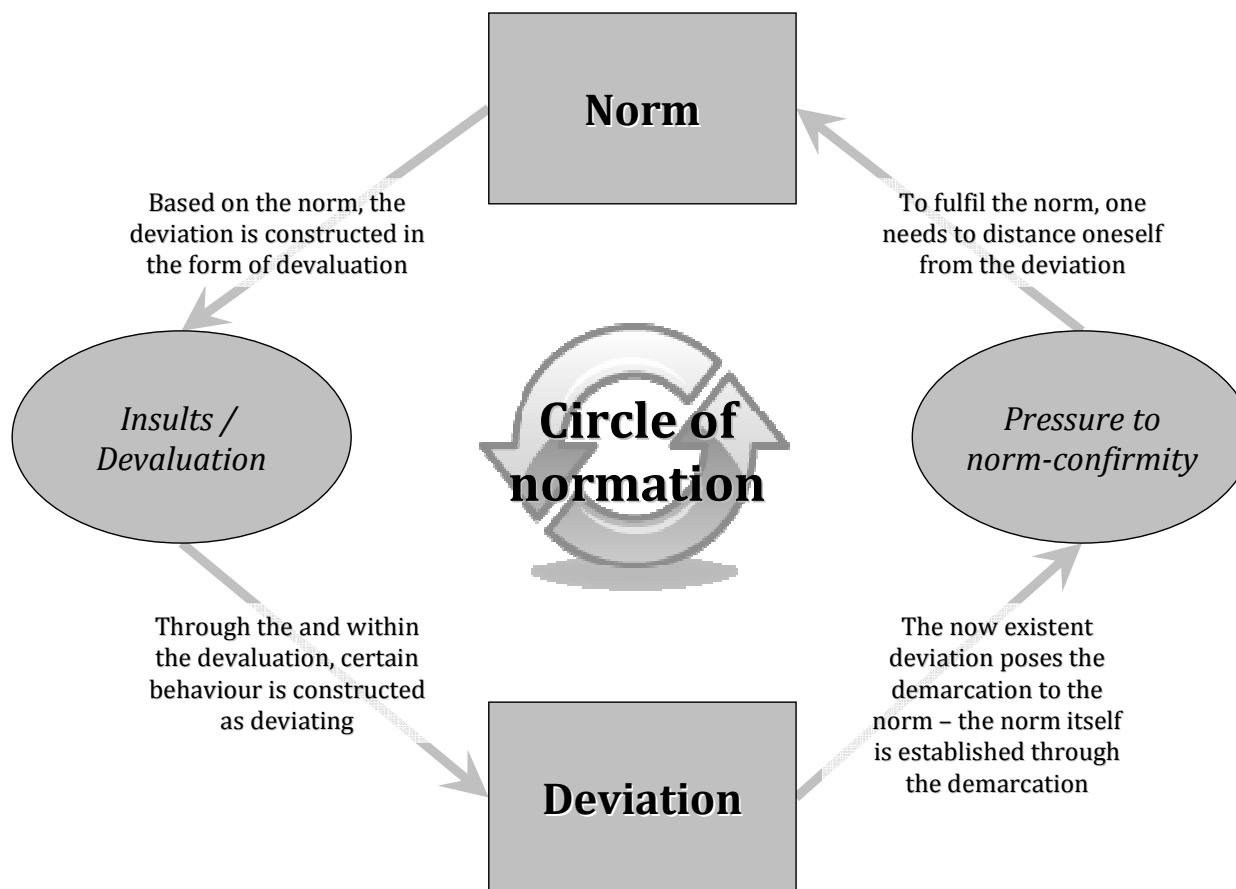 Norm
Based on the norm, the
deviation is constructed in
the form of devaluation
To fulfil the norm, one
needs to distance oneself
from the deviation
Insults /
Devaluation
Circle of
normation
Pressure to
norm-confirmity
Through the and within
the devaluation, certain
behaviour is constructed
as deviating
The now existent
deviation poses the
demarcation to the
norm – the norm itself
is established through
the demarcation
Deviation